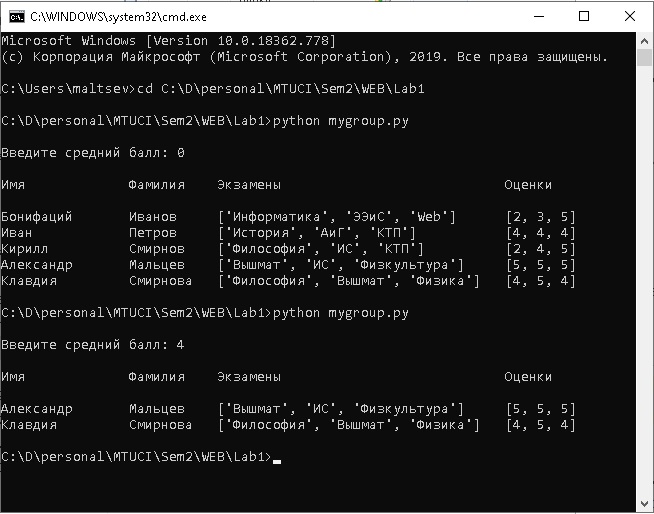 C:\WINDOWS\system32\cmd.exe
Microsoft Windows [Version 10.0.18362.778]
(c) Корпорация Майкрософт (Microsoft Corporation), 2019. Все права защищены.
C:\Users\maltsev>cd C:\D\personal\MTUCI\Sem2\WEB\Lab1
C:\D\personal\MTUCI\Sem2\WEB\Lab1>python mygroup.py
Введите средний балл: 0
Имя Фамилия Экзамены Оценки
Бонифаций Иванов ['Информатика', 'ЭЭиС', 'Web'] [2, 3, 5]
Иван Петров ['История', 'АиГ', 'КТП'] [4, 4, 4]
Кирилл Смирнов ['Философия', 'ИС', 'КТП'] [2, 4, 5]
Александр Мальцев ['Вышмат', 'ИС', 'Физкультура'] [5, 5, 5]
Клавдия Смирнова ['Философия', 'Вышмат', 'Физика'] [4, 5, 4]
C:\D\personal\MTUCI\Sem2\WEB\Lab1>python mygroup.py
Введите средний балл: 4
Имя Фамилия Экзамены Оценки
Александр Мальцев ['Вышмат', 'ИС', 'Физкультура'] [5, 5, 5]
Клавдия Смирнова ['Философия', 'Вышмат', 'Физика'] [4, 5, 4]
C:\D\personal\MTUCI\Sem2\WEB\Lab1>